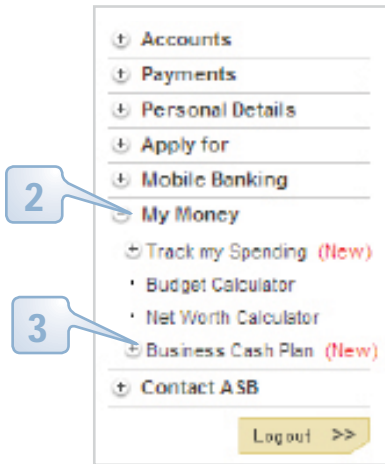 Accounts
Payments
Personal Details
Apply for
Mobile Banking
2
My Money
Track my Spending (New)
Budget Calculator
Net Worth Calculator
3
Business Cash Plan (New)
Contact ASB
Logout >>